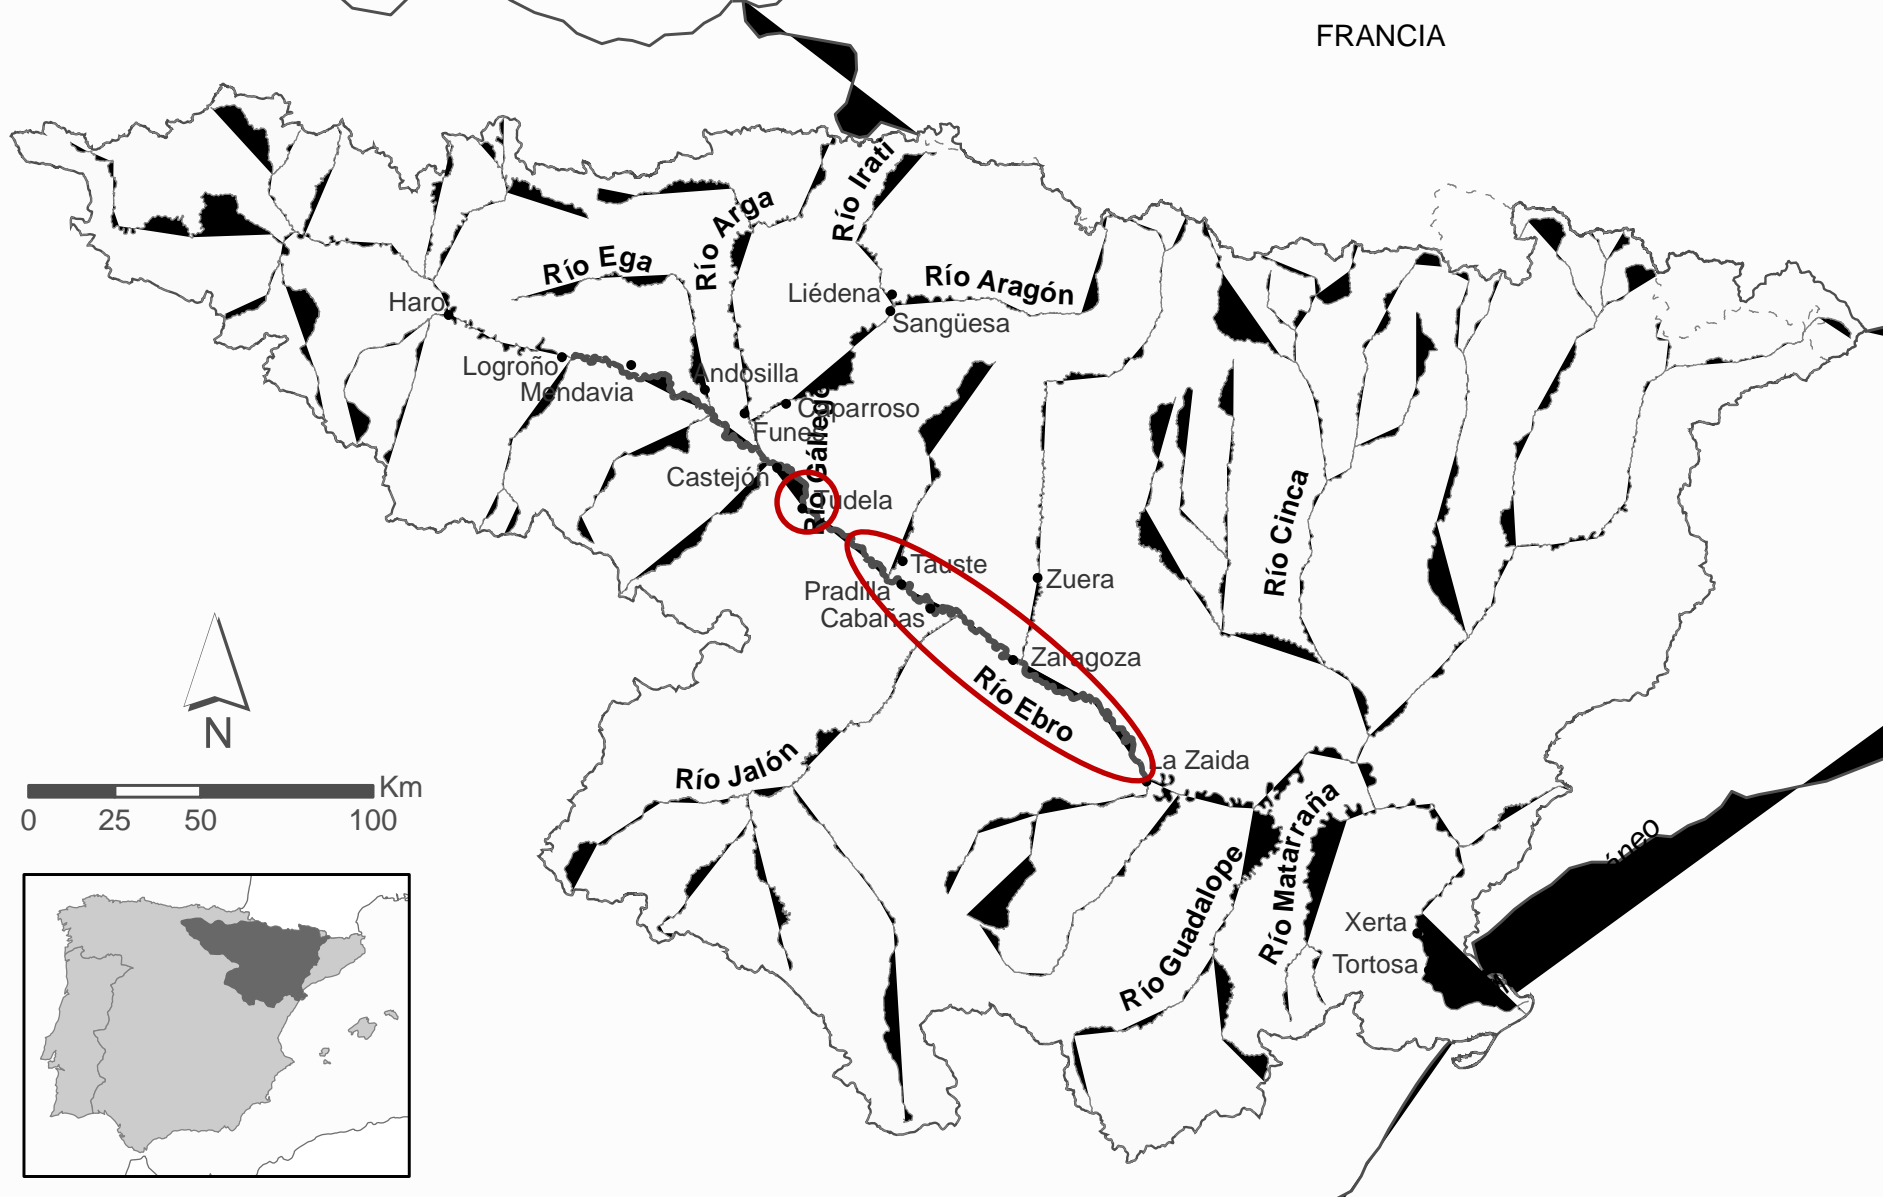 FRANCIA
Río Irati
Río Arga
Río Ega
Río Aragón
Liédena
Haro
Sangüesa
Logroño
Andosilla
Mendavia
Caparroso
Funes
Río Gállego
Castejón
Tudela
Río Cinca
Tauste
Zuera
Pradilla
Cabañas
Zaragoza
Río Ebro
N
La Zaida
Río Jalón
Km
0 25 50 100
Río Matarraña
Río Guadalope
Xerta
Tortosa